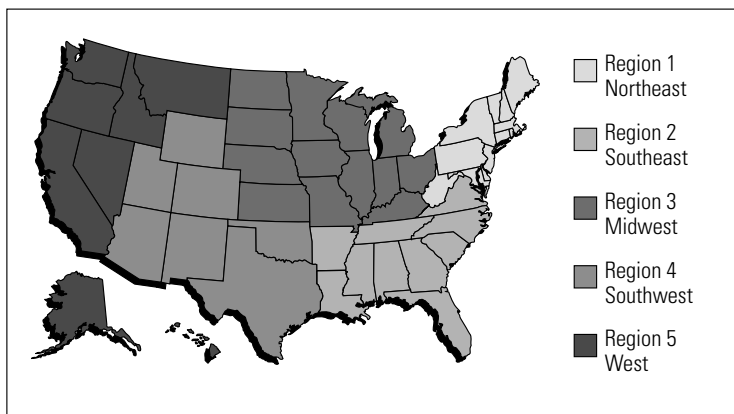 Region 1
Northeast
Region 2
Southeast
Region 3
Midwest
Region 4
Southwest
Region 5
West